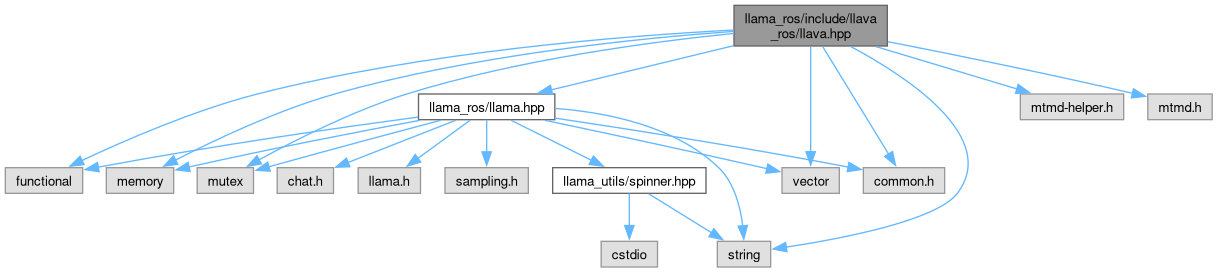 llama_ros/include/llava
_ros/llava.hpp
llama_ros/llama.hpp
mtmd-helper.h
mtmd.h
functional
memory
mutex
chat.h
llama.h
sampling.h
llama_utils/spinner.hpp
vector
common.h
cstdio
string